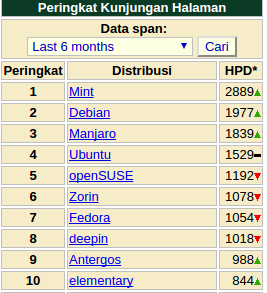 Peringkat Kunjungan Halaman
Data span:
Last 6 months Cari
Peringkat Distribusi HPD*
1 Mint 2889
2 Debian 1977
3 Manjaro 1839
4 Ubuntu 1529
5 openSUSE 1192
6 Zorin 1078
7 Fedora 1054
8 deepin 1018
9 Antergos 988
10 elementary 844